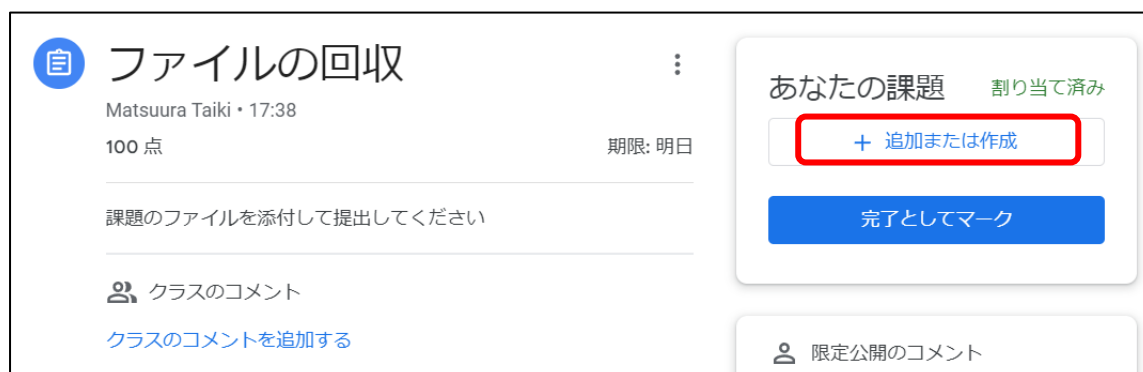 ファイルの回収
Matsuura Taiki • 17:38
100 点
期限: 明日
課題のファイルを添付して提出してください
クラスのコメント
クラスのコメントを追加する
あなたの課題
割り当て済み
+ 追加または作成
完了としてマーク
限定公開のコメント